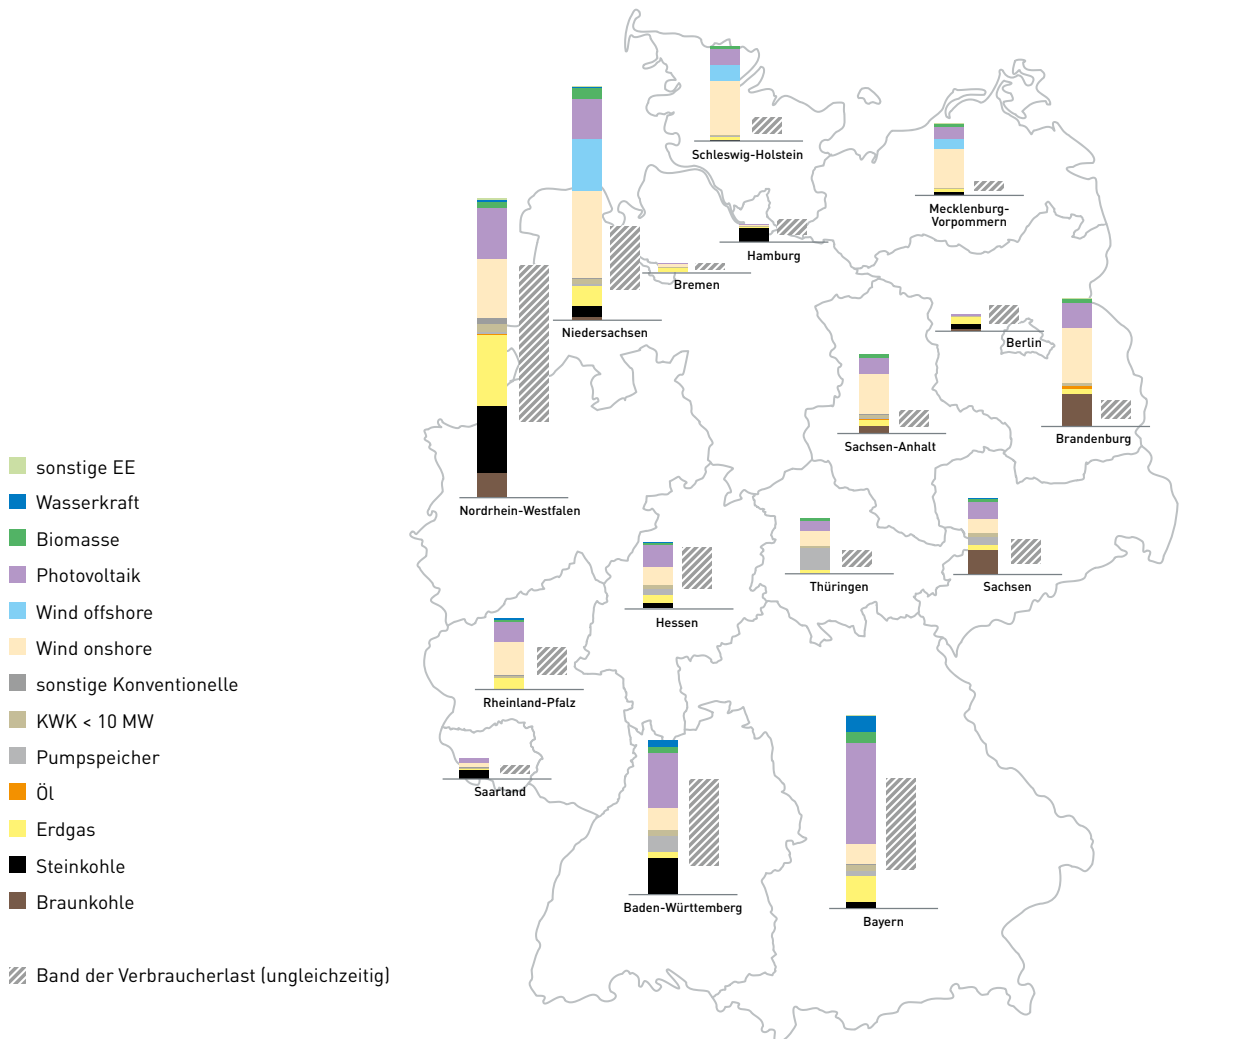 Schleswig-Holstein
Mecklenburg-
Vorpommern
Hamburg
Bremen
Niedersachsen
Berlin
Brandenburg
Sachsen-Anhalt
Nordrhein-Westfalen
Thüringen
Sachsen
Hessen
Rheinland-Pfalz
Saarland
Baden-Württemberg
Bayern
sonstige EE
Wasserkraft
Biomasse
Photovoltaik
Wind offshore
Wind onshore
sonstige Konventionelle
KWK < 10 MW
Pumpspeicher
Öl
Erdgas
Steinkohle
Braunkohle
Band der Verbraucherlast (ungleichzeitig)